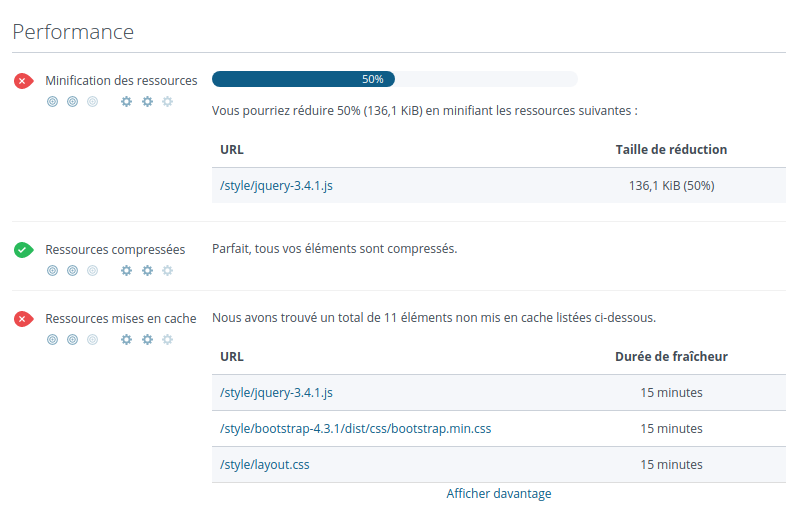 Performance
Minification des ressources
50%
Vous pourriez réduire 50% (136,1 KiB) en minifiant les ressources suivantes :
URL Taille de réduction
/style/jquery-3.4.1.js 136,1 KiB (50%)
Ressources compressées
Parfait, tous vos éléments sont compressés.
Ressources mises en cache
Nous avons trouvé un total de 11 éléments non mis en cache listées ci-dessous.
URL Durée de fraîcheur
/style/jquery-3.4.1.js 15 minutes
/style/bootstrap-4.3.1/dist/css/bootstrap.min.css 15 minutes
/style/layout.css 15 minutes
Afficher davantage